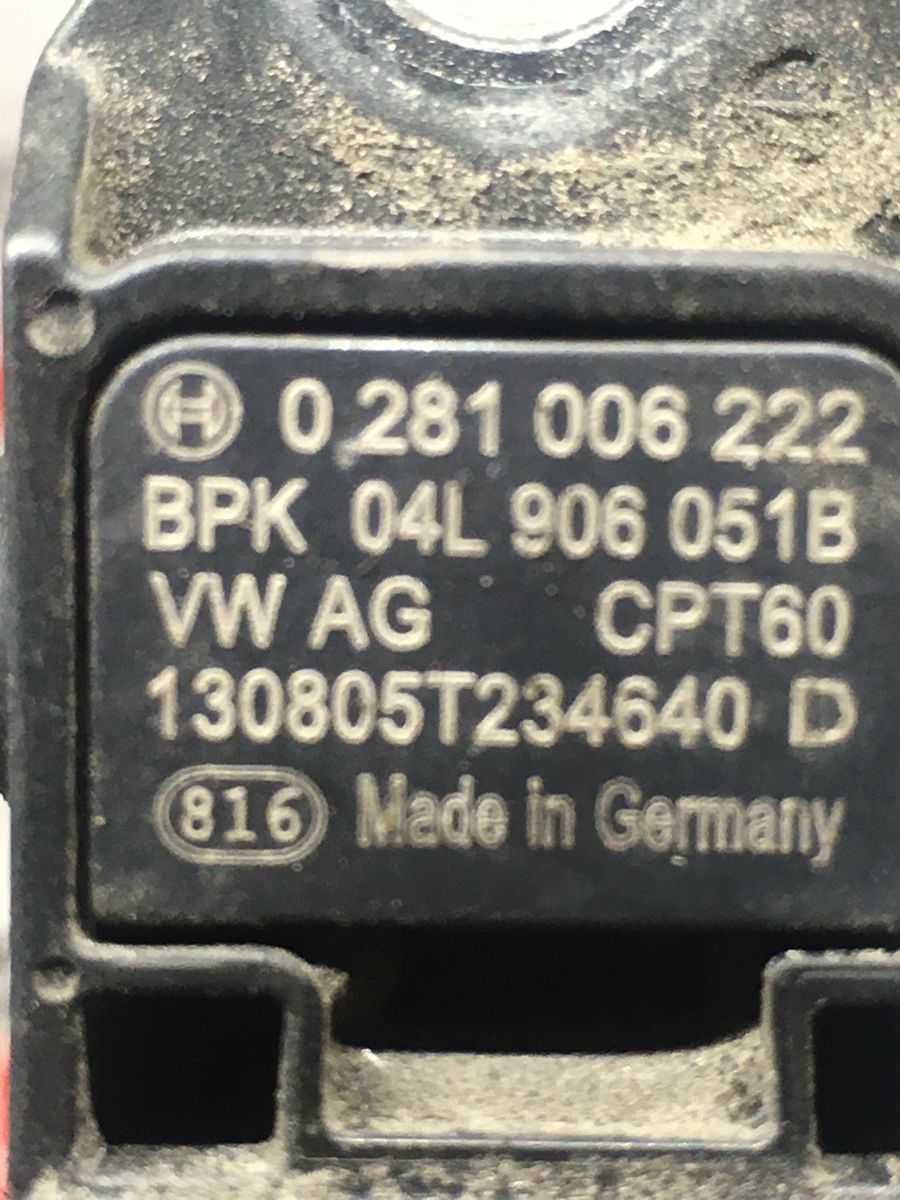 0 281 006 222
BPK 04L 906 051B
VW AG CPT60
130805T234640 D
816 Made in Germany